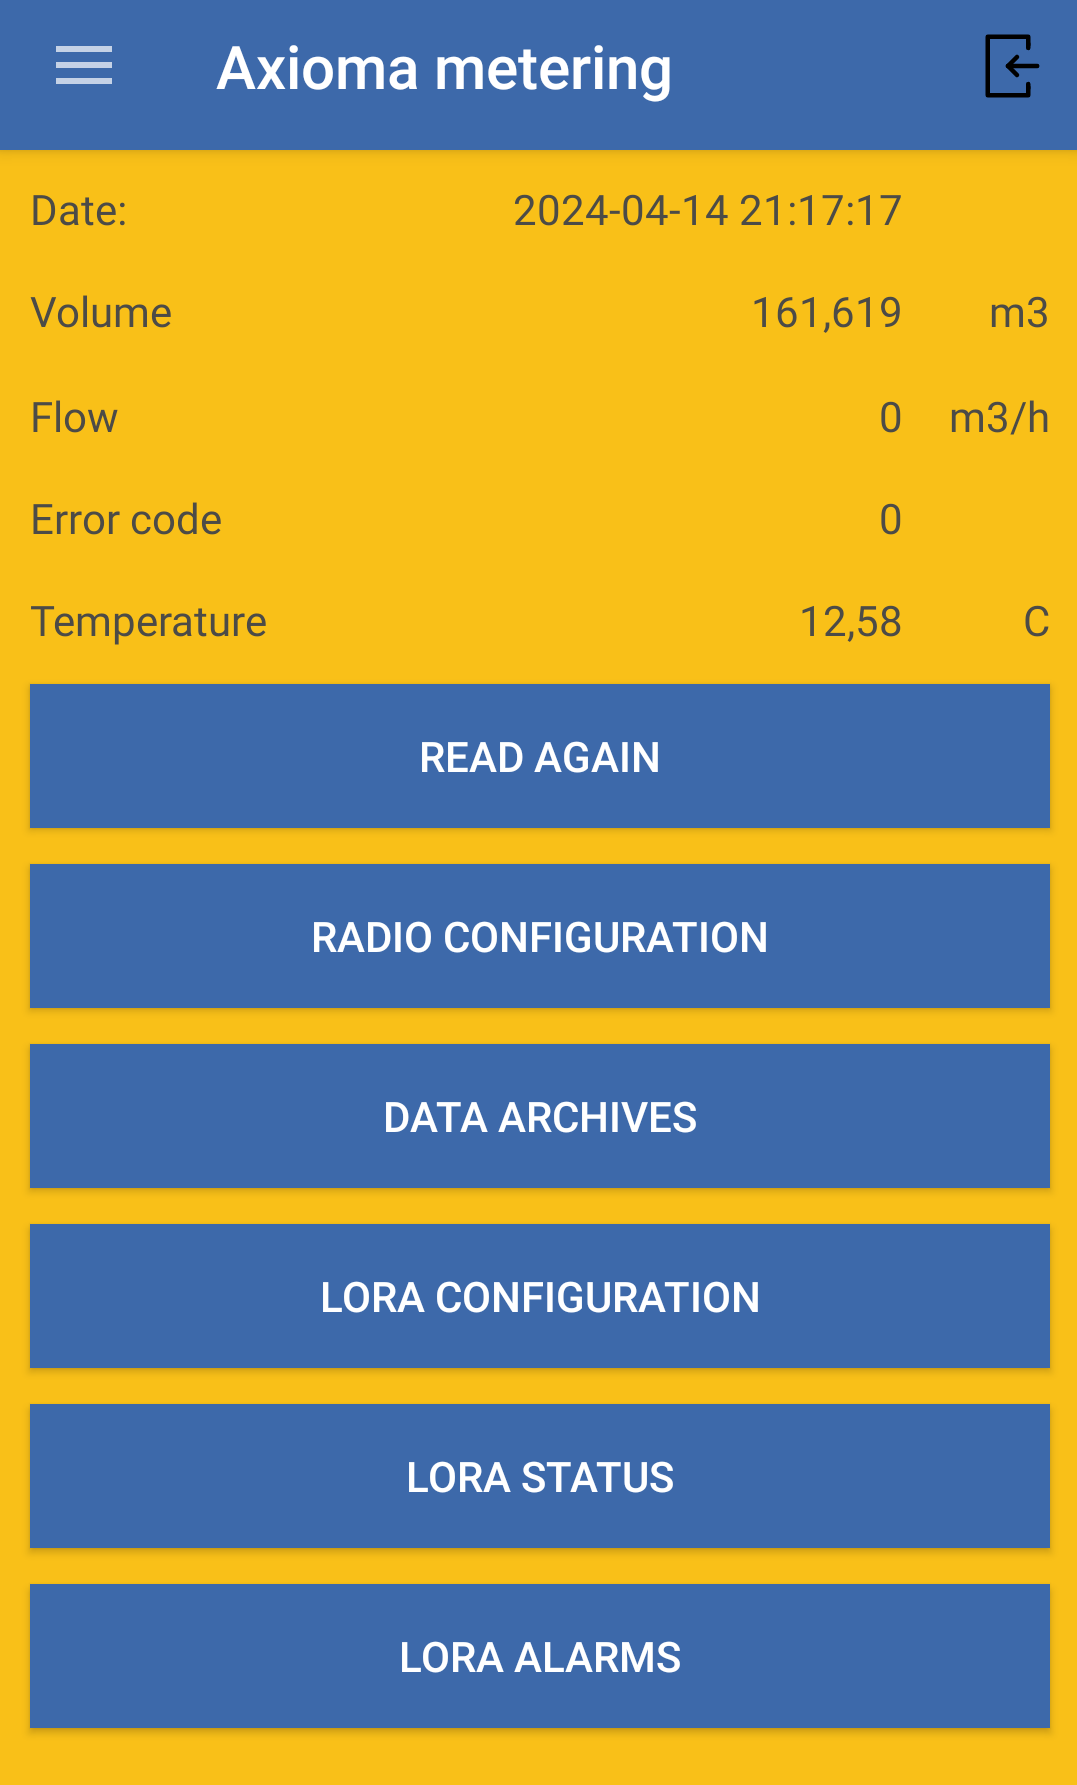 Axioma metering
Date: 2024-04-14 21:17:17
Volume 161,619 m3
Flow 0 m3/h
Error code 0
Temperature 12,58 C
READ AGAIN
RADIO CONFIGURATION
DATA ARCHIVES
LORA CONFIGURATION
LORA STATUS
LORA ALARMS